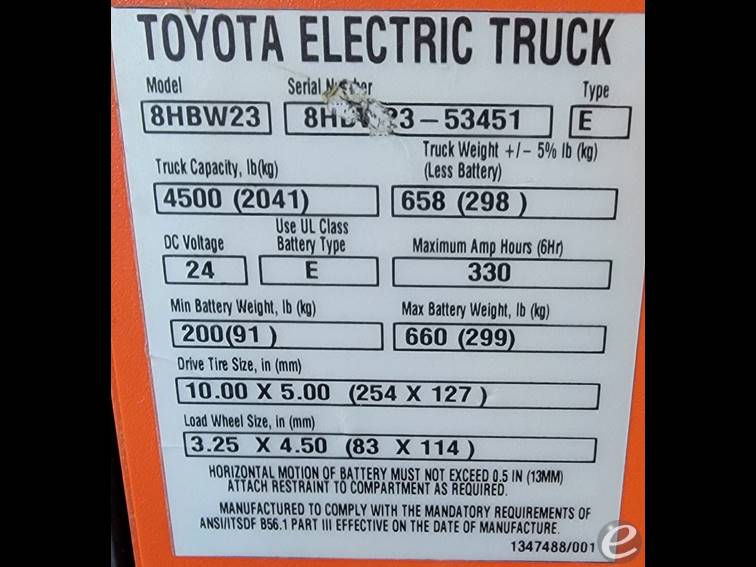 TOYOTA ELECTRIC TRUCK
Model Serial Number Type
8HBW23 8HBW23-53451 E
Truck Capacity, lb(kg) Truck Weight +/- 5% lb (kg) (Less Battery)
4500 (2041) 658 (298 )
DC Voltage Use UL Class Battery Type Maximum Amp Hours (6Hr)
24 E 330
Min Battery Weight, lb (kg) Max Battery Weight, lb (kg)
200(91 ) 660 (299)
Drive Tire Size, in (mm)
10.00 X 5.00 (254 X 127 )
Load Wheel Size, in (mm)
3.25 X 4.50 (83 X 114 )
HORIZONTAL MOTION OF BATTERY MUST NOT EXCEED 0.5 IN (13MM)
ATTACH RESTRAINT TO COMPARTMENT AS REQUIRED.
MANUFACTURED TO COMPLY WITH THE MANDATORY REQUIREMENTS OF
ANSI/ITSDF B56.1 PART III EFFECTIVE ON THE DATE OF MANUFACTURE.
1347488/001
e